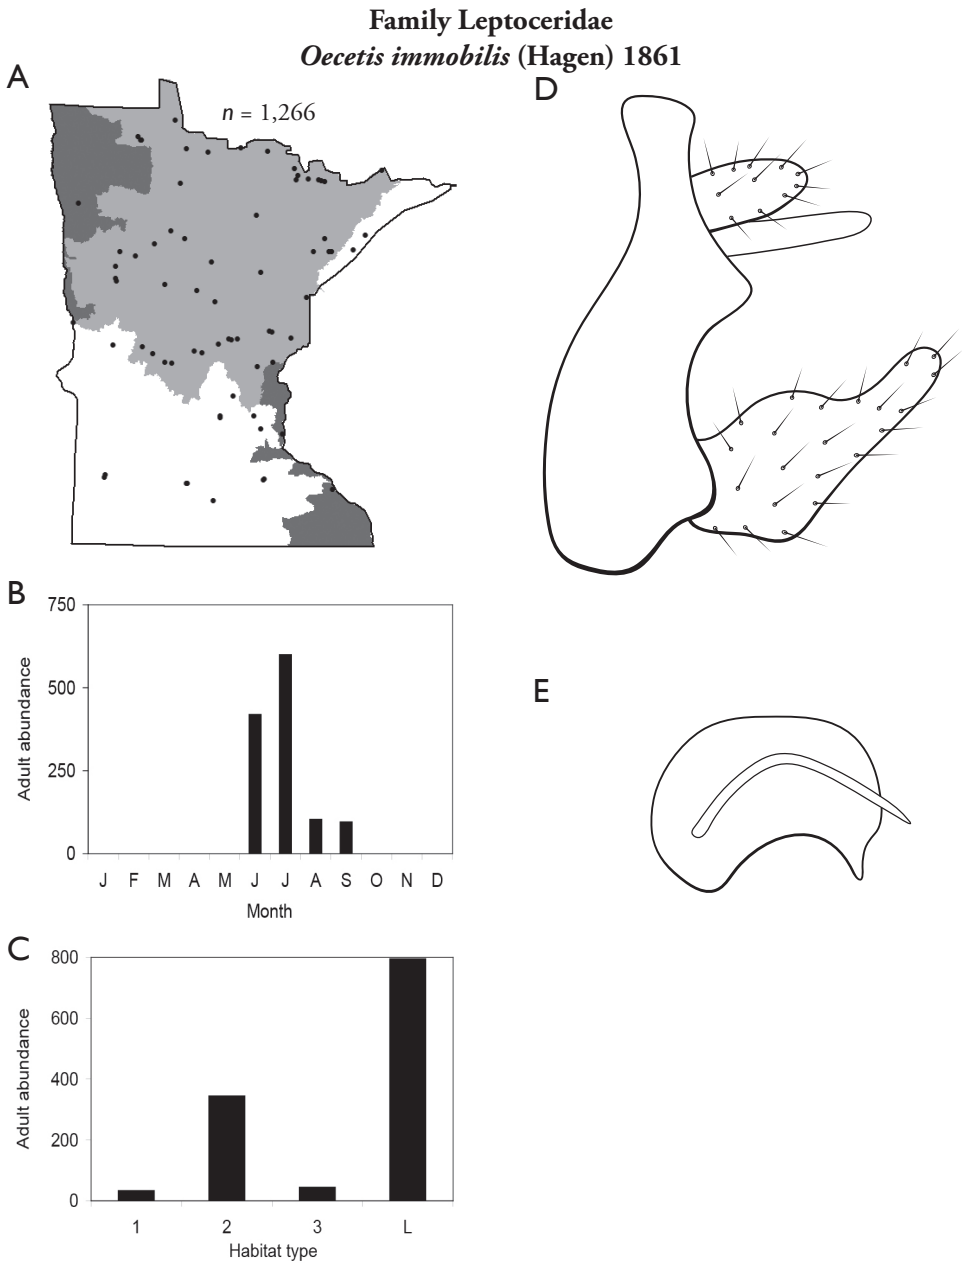 Family Leptoceridae
Oecetis immobilis (Hagen) 1861
A
n = 1,266
D
B
750
500
250
0
Adult abundance
J F M A M J J A S O N D
Month
E
C
800
600
400
200
0
Adult abundance
1 2 3 L
Habitat type